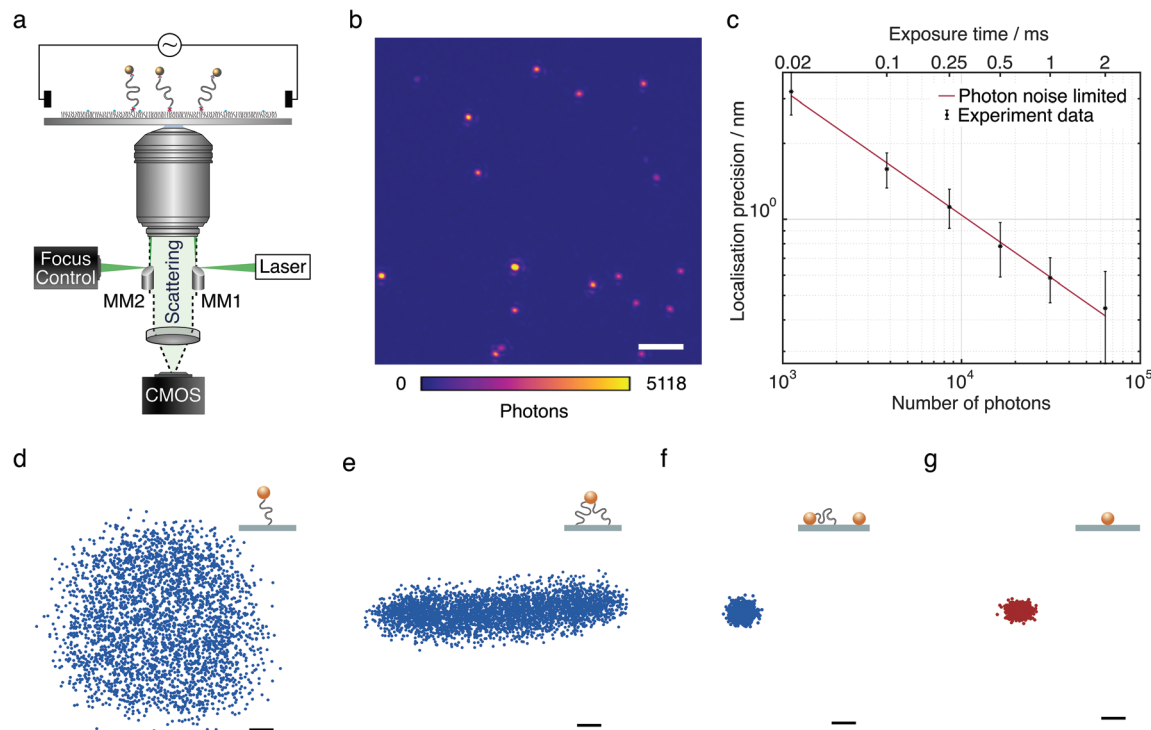 a
~
Focus
Control
Scattering
Laser
MM2
MM1
CMOS
b
0
5118
Photons
c
Exposure time / ms
0.02
0.1
0.25
0.5
1
2
Photon noise limited
Experiment data
Localisation precision / nm
10⁰
10³
10⁴
10⁵
Number of photons
d
e
f
g